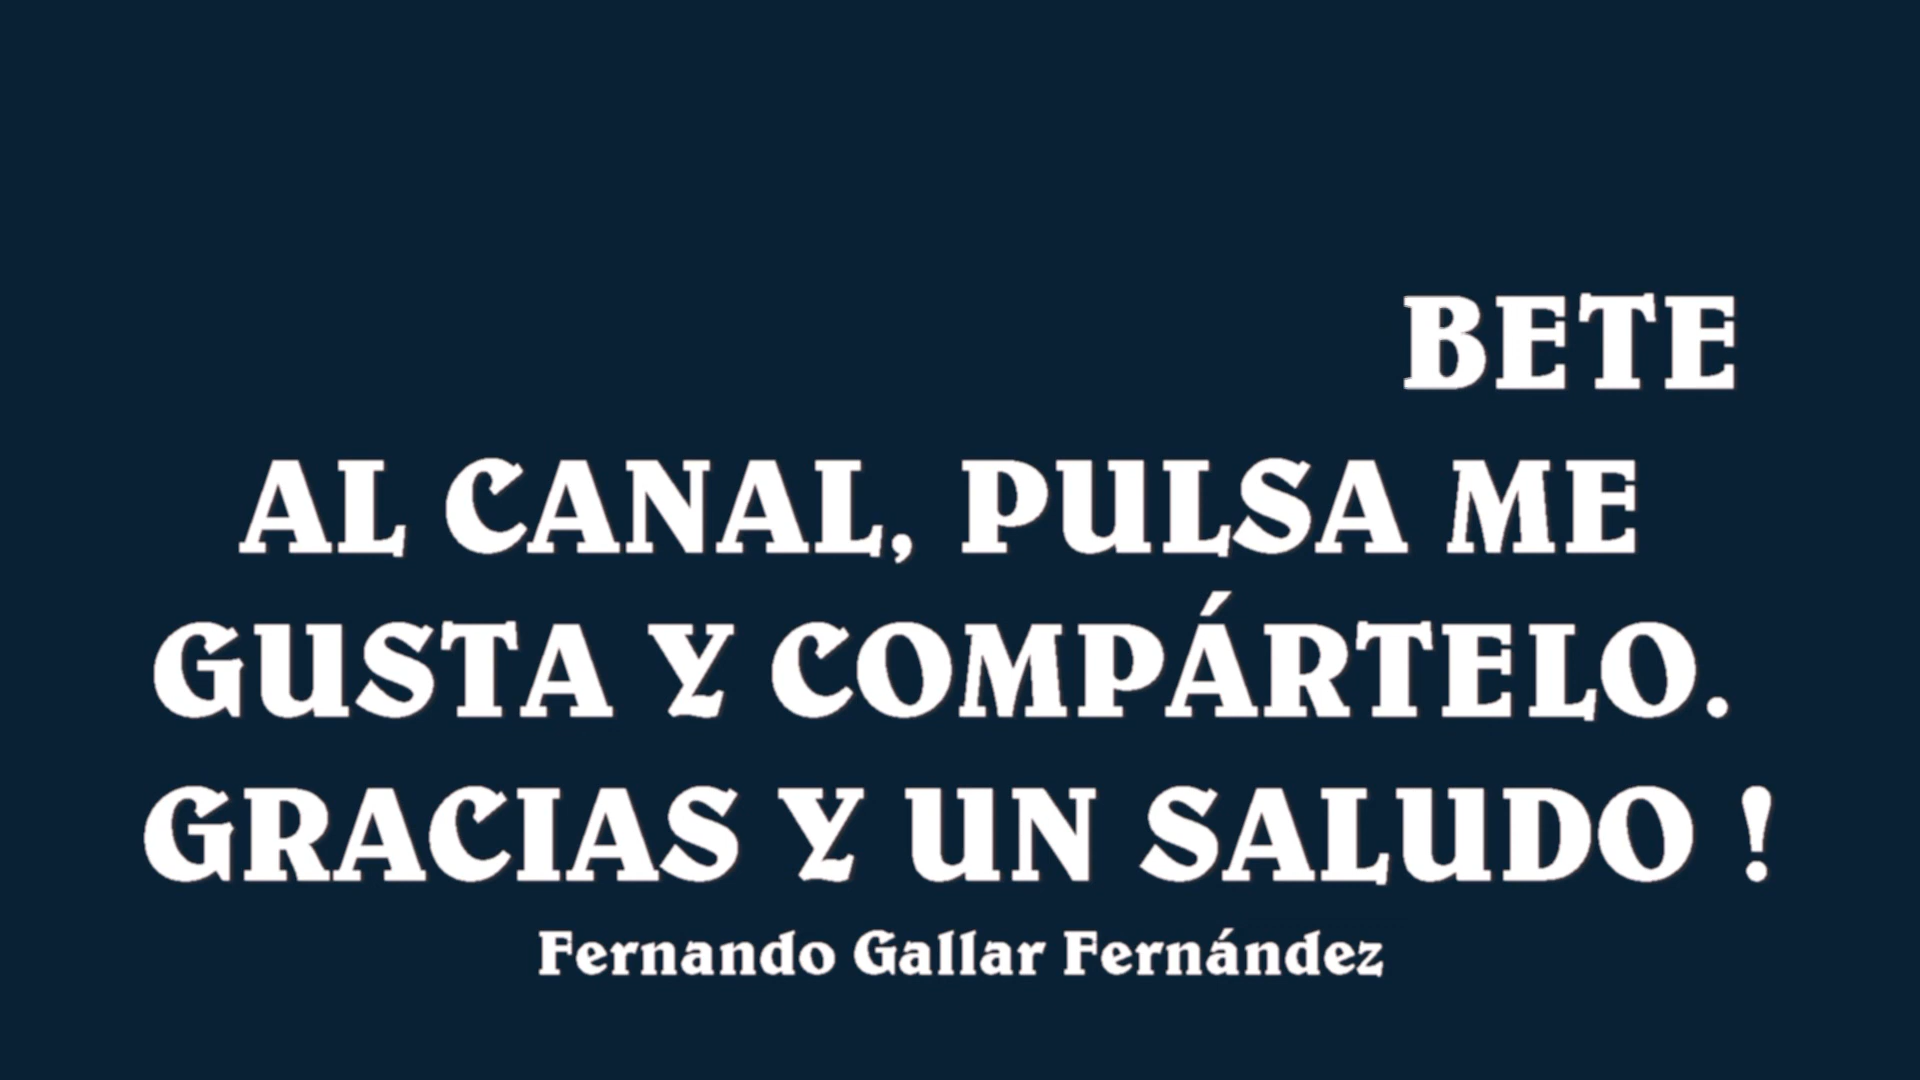 BETE
AL CANAL, PULSA ME
GUSTA Y COMPÁRTELO.
GRACIAS Y UN SALUDO !
Fernando Gallar Fernández